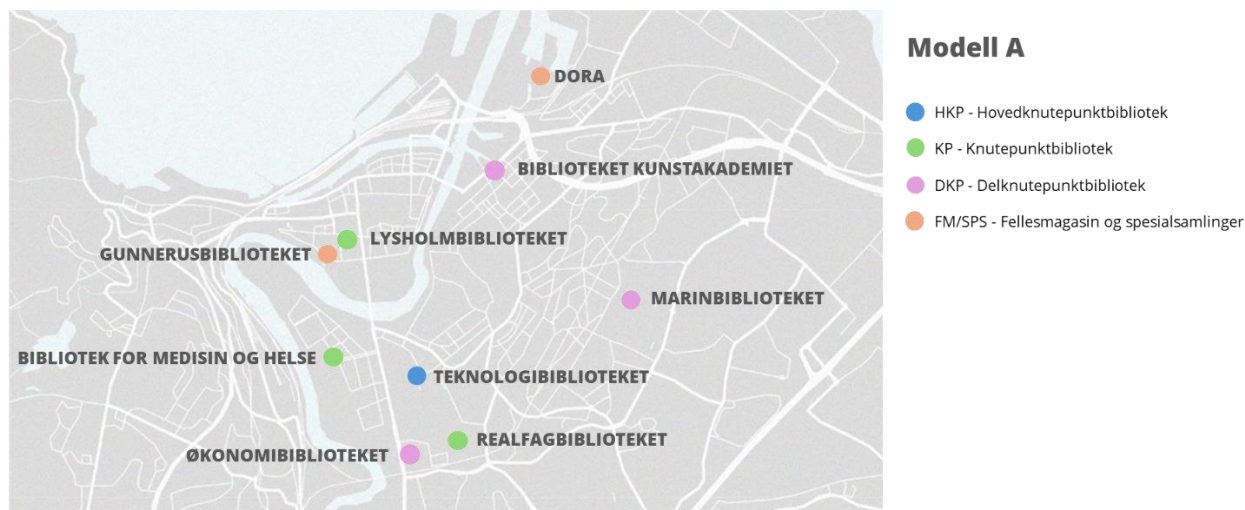 DORA
BIBLIOTEKET KUNSTAKADEMIET
LYSHOLMBIBLIOTEKET
GUNNERUSBIBLIOTEKET
MARINBIBLIOTEKET
BIBLIOTEK FOR MEDISIN OG HELSE
TEKNOLOGIBIBLIOTEKET
REALFAGBIBLIOTEKET
ØKONOMIBIBLIOTEKET
Modell A
HKP - Hovedknutepunktbibliotek
KP - Knutepunktbibliotek
DKP - Delknutepunktbibliotek
FM/SPS - Fellesmagasin og spesialsamlinger